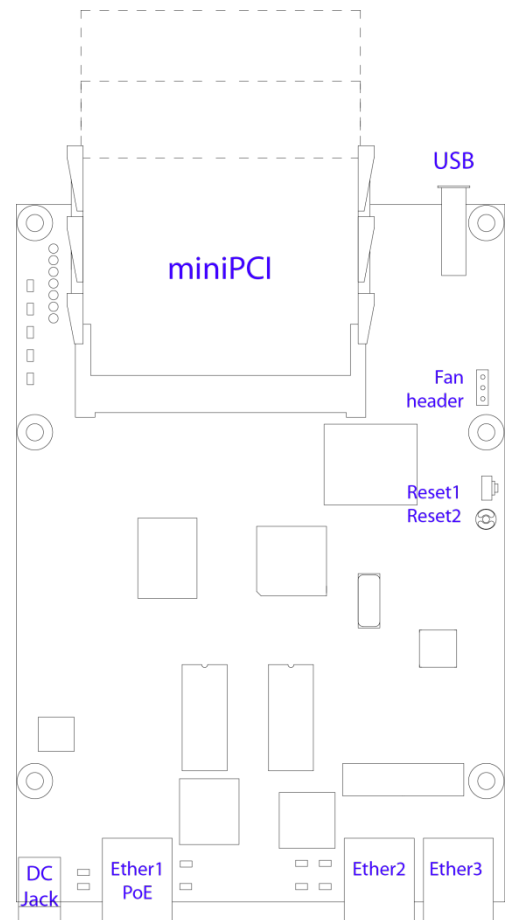 USB
miniPCI
Fan
header
Reset1
Reset2
DC
Jack
Ether1
PoE
Ether2
Ether3